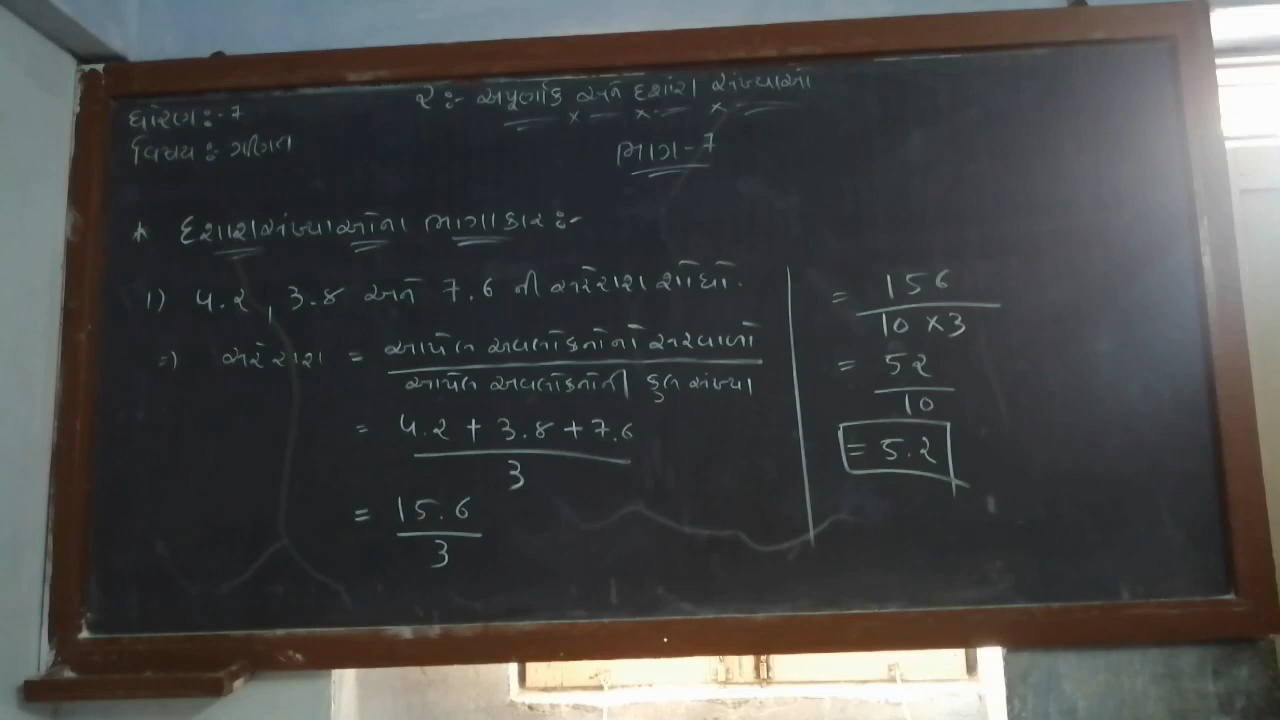 ધોરણ:- 7
૨ :- અપૂર્ણાંક અને દશાંશ સંખ્યાઓ
વિષય : ગણિત
ભાગ - 7
* દશાંશસંખ્યાઓના ભાગાકાર :-
1) 4.2, 3.8 અને 7.6 ની સરેરાશ શોધો.
=) સરેરાશ = આપેલ અવલોકનોનો સરવાળો
આપેલ અવલોકનોની કુલ સંખ્યા
= 4.2 + 3.8 + 7.6
3
= 15.6
3
= 156
10 × 3
= 52
10
= 5.2